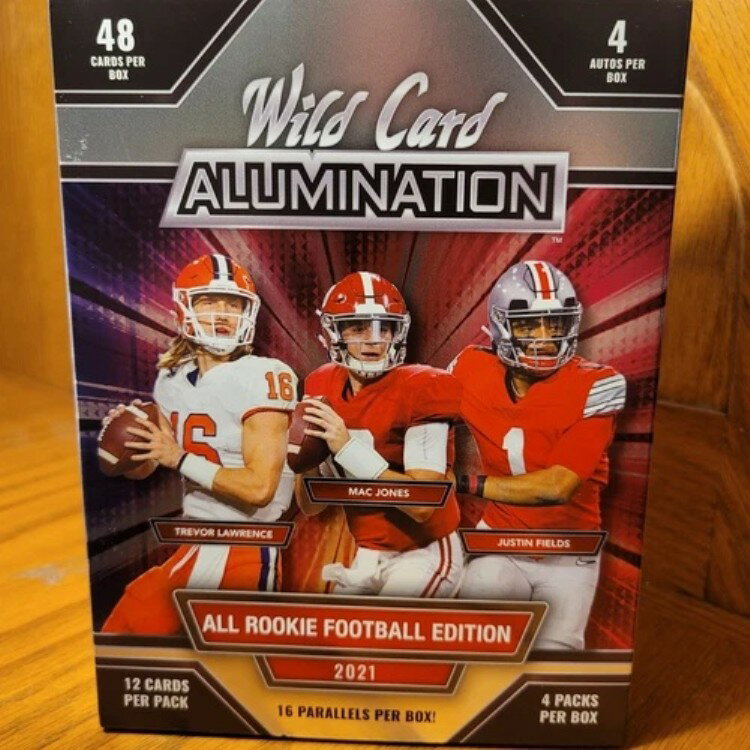 48
CARDS PER
BOX
4
AUTOS PER
BOX
Wild Card
ALUMINATION
TM
16
16
1
TREVOR LAWRENCE
MAC JONES
JUSTIN FIELDS
ALL ROOKIE FOOTBALL EDITION
2021
12 CARDS
PER PACK
16 PARALLELS PER BOX!
4 PACKS
PER BOX